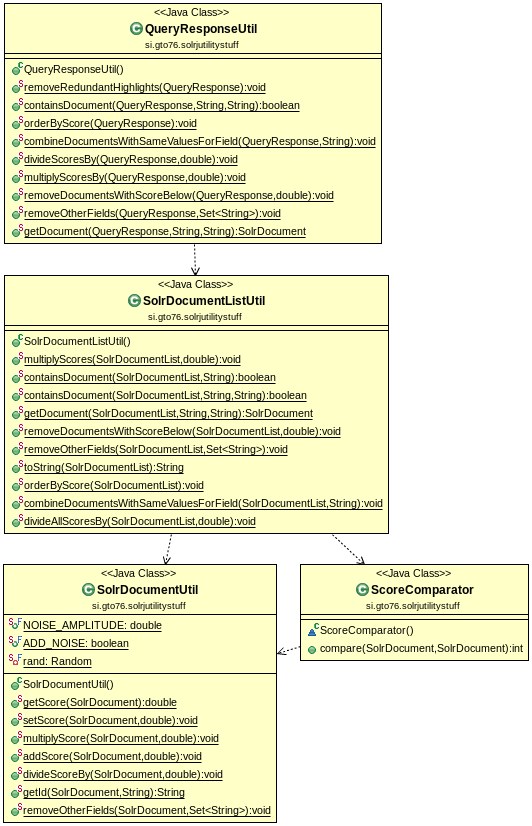 <<Java Class>>
QueryResponseUtil
si.gto76.solrjutilitystuff
QueryResponseUtil()
removeRedundantHighlights(QueryResponse):void
containsDocument(QueryResponse,String,String):boolean
orderByScore(QueryResponse):void
combineDocumentsWithSameValuesForField(QueryResponse,String):void
divideScoresBy(QueryResponse,double):void
multiplyScoresBy(QueryResponse,double):void
removeDocumentsWithScoreBelow(QueryResponse,double):void
removeOtherFields(QueryResponse,Set<String>):void
getDocument(QueryResponse,String,String):SolrDocument
<<Java Class>>
SolrDocumentListUtil
si.gto76.solrjutilitystuff
SolrDocumentListUtil()
multiplyScores(SolrDocumentList,double):void
containsDocument(SolrDocumentList,String):boolean
containsDocument(SolrDocumentList,String,String):boolean
getDocument(SolrDocumentList,String,String):SolrDocument
removeDocumentsWithScoreBelow(SolrDocumentList,double):void
removeOtherFields(SolrDocumentList,Set<String>):void
toString(SolrDocumentList):String
orderByScore(SolrDocumentList):void
combineDocumentsWithSameValuesForField(SolrDocumentList,String):void
divideAllScoresBy(SolrDocumentList,double):void
<<Java Class>>
SolrDocumentUtil
si.gto76.solrjutilitystuff
NOISE_AMPLITUDE: double
ADD_NOISE: boolean
rand: Random
SolrDocumentUtil()
getScore(SolrDocument):double
setScore(SolrDocument,double):void
multiplyScore(SolrDocument,double):void
addScore(SolrDocument,double):void
divideScoreBy(SolrDocument,double):void
getId(SolrDocument,String):String
removeOtherFields(SolrDocument,Set<String>):void
<<Java Class>>
ScoreComparator
si.gto76.solrjutilitystuff
ScoreComparator()
compare(SolrDocument,SolrDocument):int